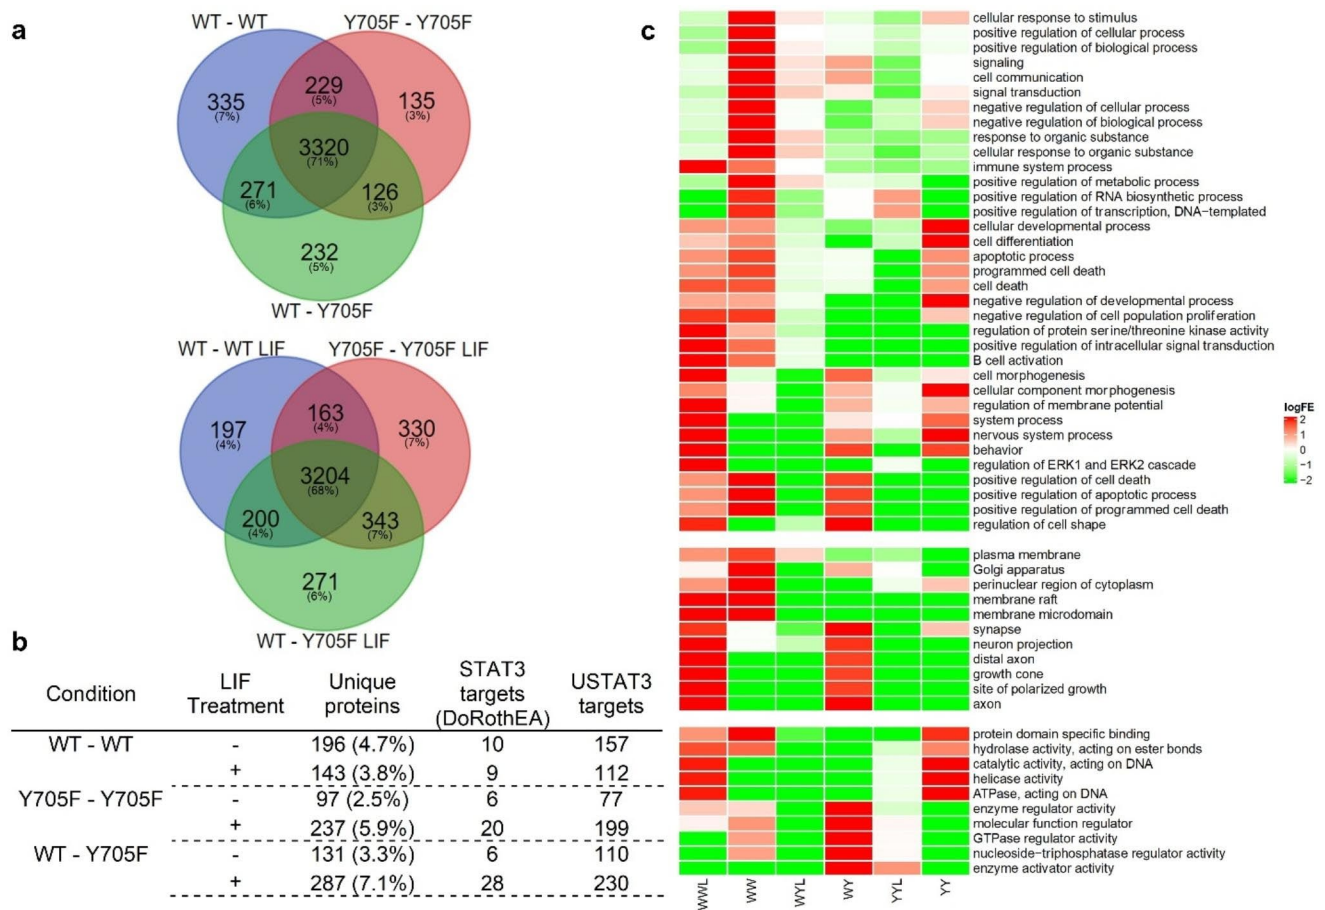 a
WT - WT
Y705F - Y705F
335
(7%)
229
(5%)
135
(3%)
3320
(71%)
271
(6%)
126
(3%)
232
(5%)
WT - Y705F
WT - WT LIF
Y705F - Y705F LIF
197
(4%)
163
(4%)
330
(7%)
3204
(68%)
200
(4%)
343
(7%)
271
(6%)
WT - Y705F LIF
b
Condition LIF Treatment Unique proteins STAT3 targets (DoRothEA) USTAT3 targets
WT - WT - 196 (4.7%) 10 157
+ 143 (3.8%) 9 112
Y705F - Y705F - 97 (2.5%) 6 77
+ 237 (5.9%) 20 199
WT - Y705F - 131 (3.3%) 6 110
+ 287 (7.1%) 28 230
c
cellular response to stimulus
positive regulation of cellular process
positive regulation of biological process
signaling
cell communication
signal transduction
negative regulation of cellular process
negative regulation of biological process
response to organic substance
cellular response to organic substance
immune system process
positive regulation of metabolic process
positive regulation of RNA biosynthetic process
positive regulation of transcription, DNA-templated
cellular developmental process
cell differentiation
apoptotic process
programmed cell death
cell death
negative regulation of developmental process
negative regulation of cell population proliferation
regulation of protein serine/threonine kinase activity
positive regulation of intracellular signal transduction
B cell activation
cell morphogenesis
cellular component morphogenesis
regulation of membrane potential
system process
nervous system process
behavior
regulation of ERK1 and ERK2 cascade
positive regulation of cell death
positive regulation of apoptotic process
positive regulation of programmed cell death
regulation of cell shape
plasma membrane
Golgi apparatus
perinuclear region of cytoplasm
membrane raft
membrane microdomain
synapse
neuron projection
distal axon
growth cone
site of polarized growth
axon
protein domain specific binding
hydrolase activity, acting on ester bonds
catalytic activity, acting on DNA
helicase activity
ATPase, acting on DNA
enzyme regulator activity
molecular function regulator
GTPase regulator activity
nucleoside-triphosphatase regulator activity
enzyme activator activity
WWL
WW
WYL
WY
YYL
YY
logFE
2
1
0
-1
-2